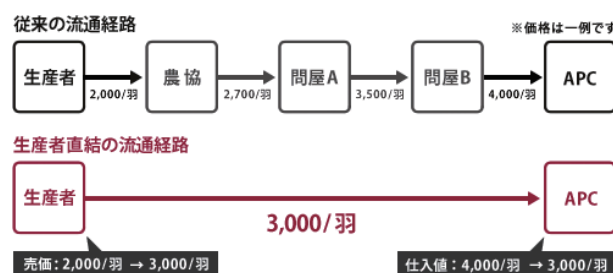 従来の流通経路
※価格は一例です
生産者
農協
問屋A
問屋B
APC
2,000/羽
2,700/羽
3,500/羽
4,000/羽
生産者直結の流通経路
生産者
APC
3,000/羽
売価：2,000/羽 → 3,000/羽
仕入値：4,000/羽 → 3,000/羽